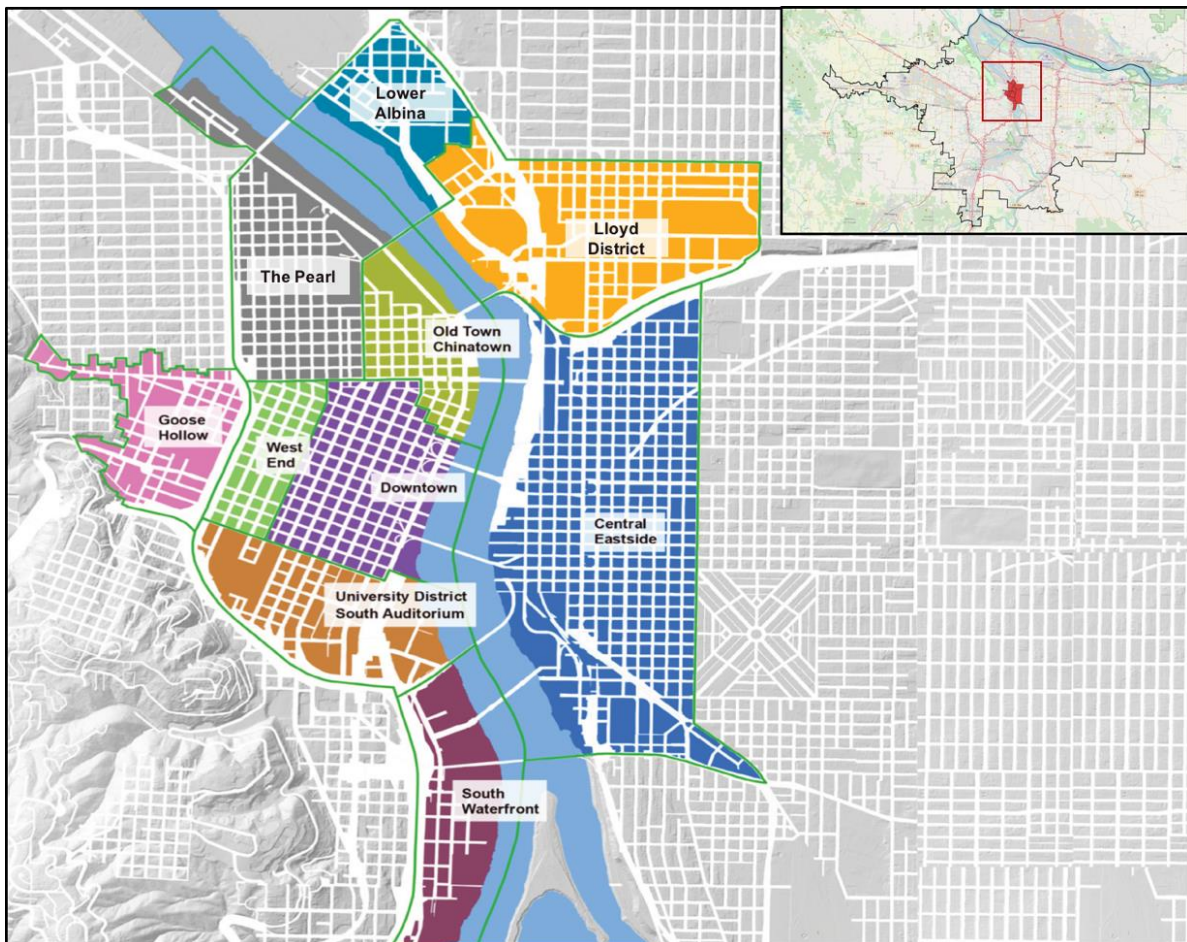 Lower
Albina
Lloyd
District
The Pearl
Old Town
Chinatown
Goose
Hollow
West
End
Downtown
Central
Eastside
University District
South Auditorium
South
Waterfront